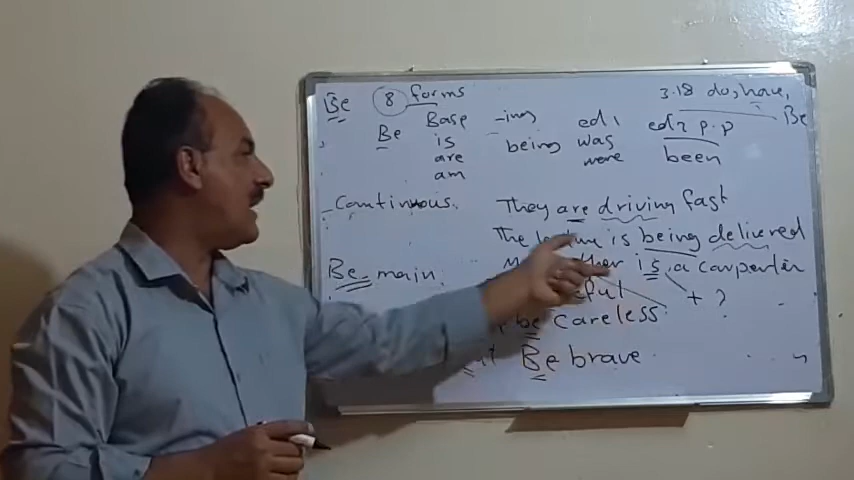 Be 8 forms 3.18 do, have,
Be
Base -ing ed1 ed2 p.p
Be is being was been
are were
am
Continuous. They are driving fast
The is being delivered
Be main is a carpenter
+ ?
be careless.
Be brave